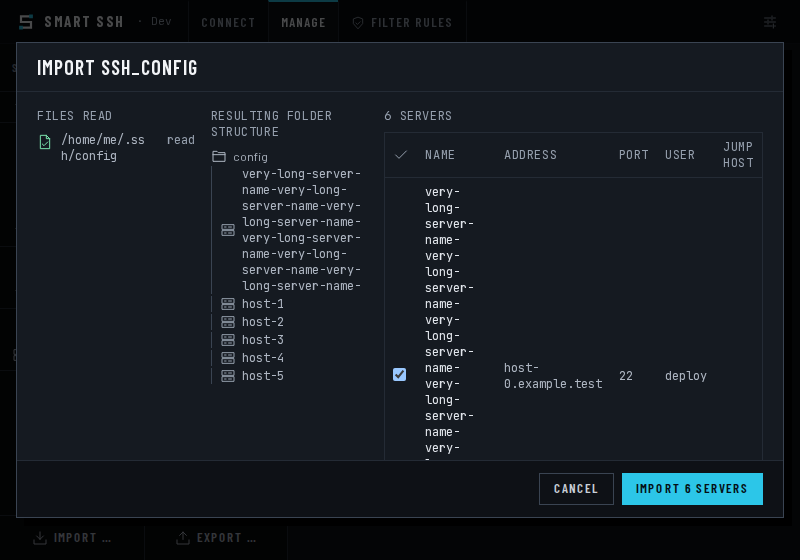 SMART SSH · Dev CONNECT MANAGE FILTER RULES
IMPORT SSH_CONFIG
FILES READ
/home/me/.ss read
h/config
RESULTING FOLDER
STRUCTURE
config
very-long-server-
name-very-long-
server-name-very-
long-server-name-
very-long-server-
name-very-long-
server-name-very-
long-server-name-
host-1
host-2
host-3
host-4
host-5
6 SERVERS
NAME ADDRESS PORT USER JUMP
HOST
very-
long-
server-
name-
very-
long-
server-
name-
very-
long-
server-
name-
very-
long-
server-
name-
very-
host-
0.example.test
22
deploy
CANCEL
IMPORT 6 SERVERS
IMPORT …
EXPORT …